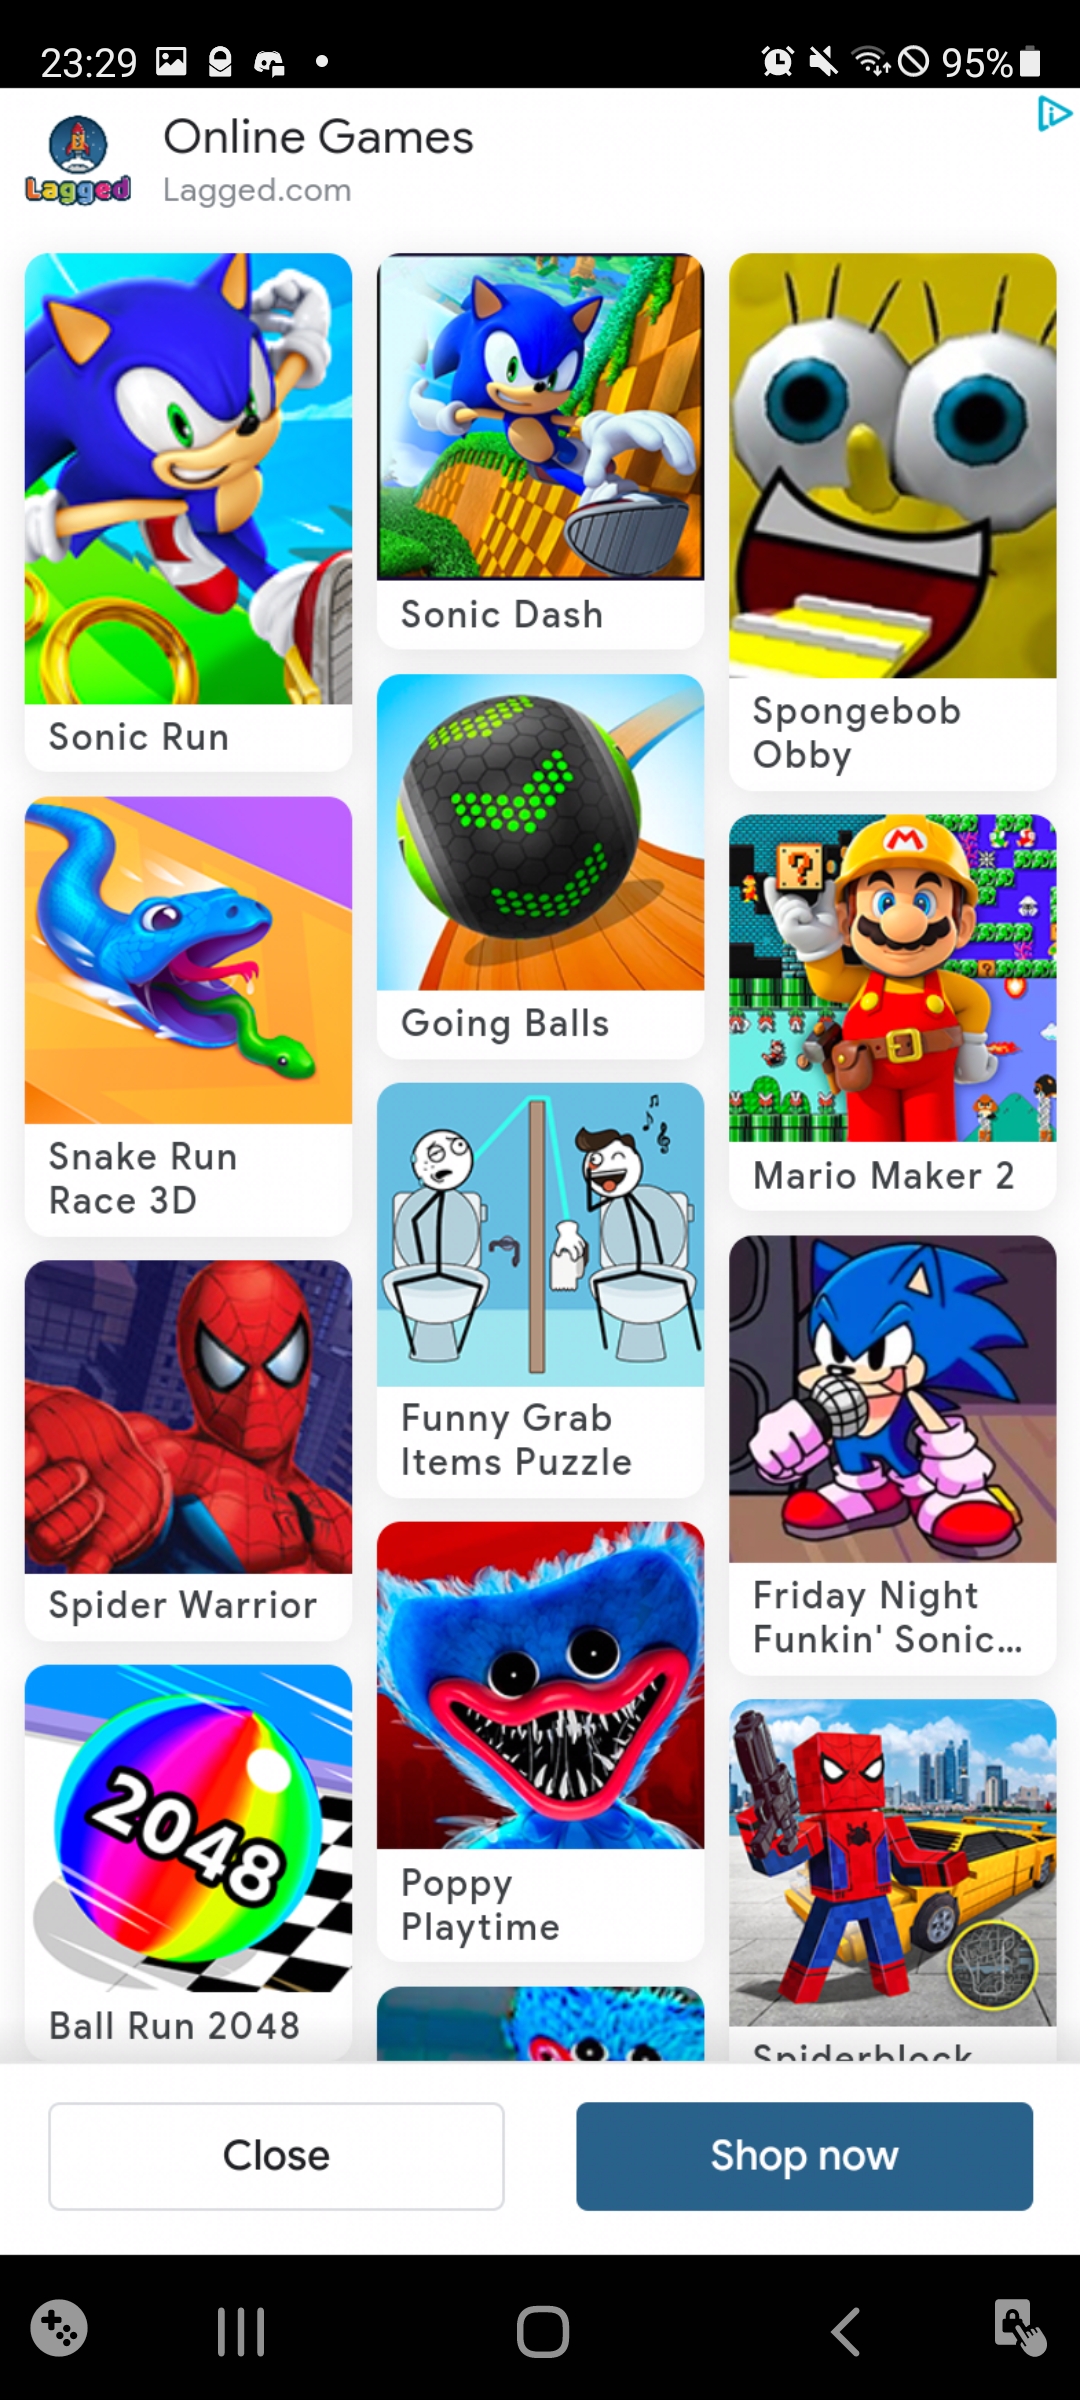 23:29
95%
Online Games
Lagged.com
Lagged
Sonic Run
Sonic Dash
Spongebob
Obby
Snake Run
Race 3D
Going Balls
?
M
Mario Maker 2
Spider Warrior
Funny Grab
Items Puzzle
Friday Night
Funkin' Sonic...
2048
Ball Run 2048
Poppy
Playtime
Spiderblock
Close
Shop now